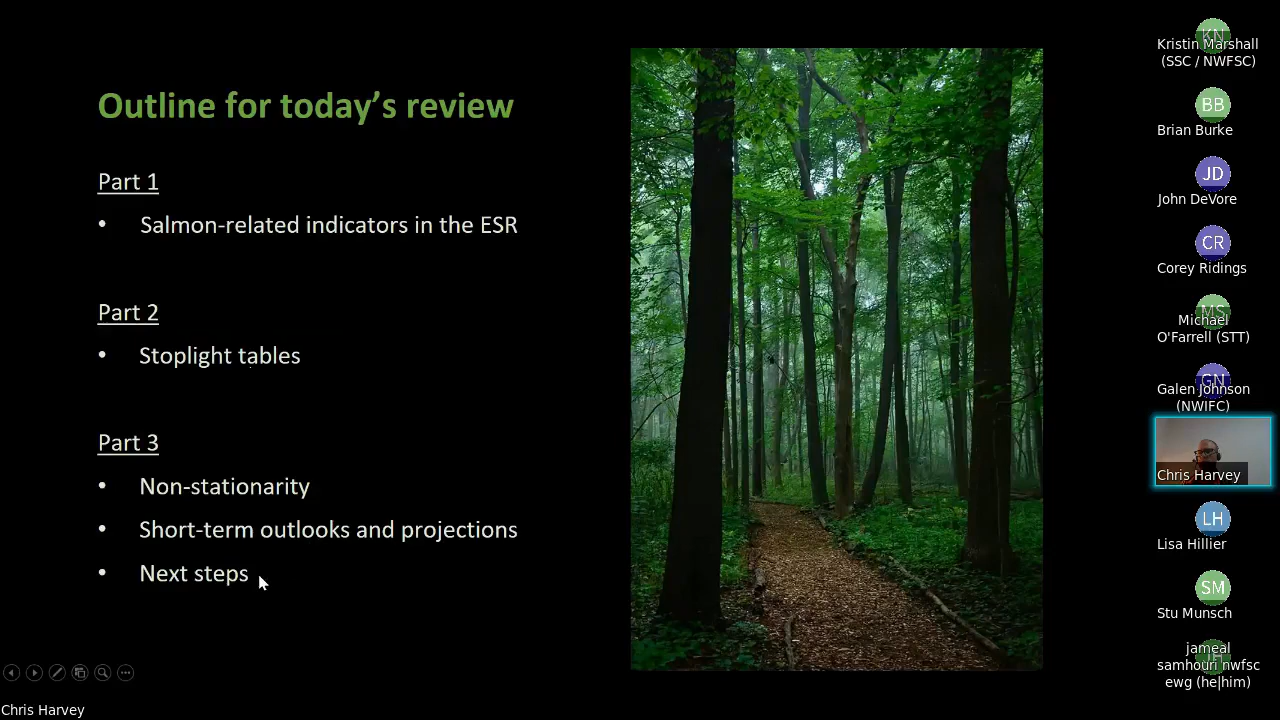 Outline for today's review
Part 1
• Salmon-related indicators in the ESR
Part 2
• Stoplight tables
Part 3
• Non-stationarity
• Short-term outlooks and projections
• Next steps
Chris Harvey
KN
Kristin Marshall
(SSC / NWFSC)
BB
Brian Burke
JD
John DeVore
CR
Corey Ridings
MS
Michael
O'Farrell (STT)
GN
Galen Johnson
(NWIFC)
Chris Harvey
LH
Lisa Hillier
SM
Stu Munsch
jameal
samhouri nwfsc
ewg (he|him)